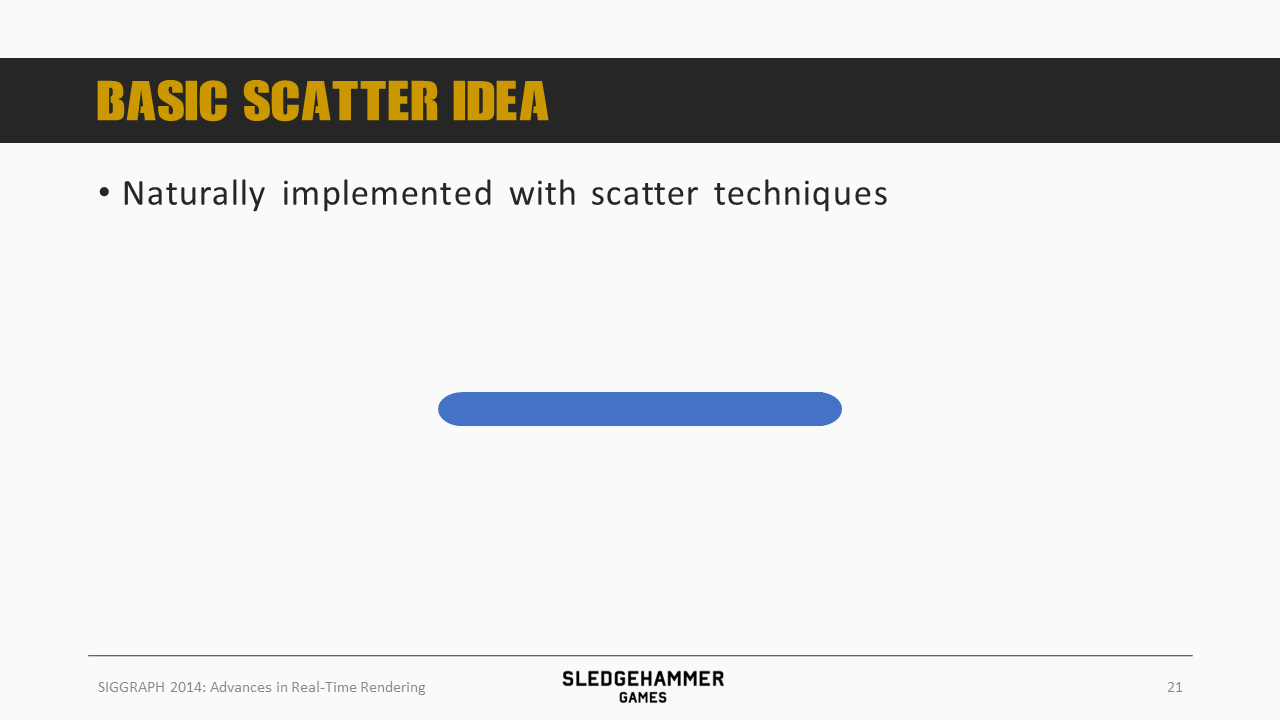 BASIC SCATTER IDEA
• Naturally implemented with scatter techniques
SIGGRAPH 2014: Advances in Real-Time Rendering
SLEDGEHAMMER
GAMES
21